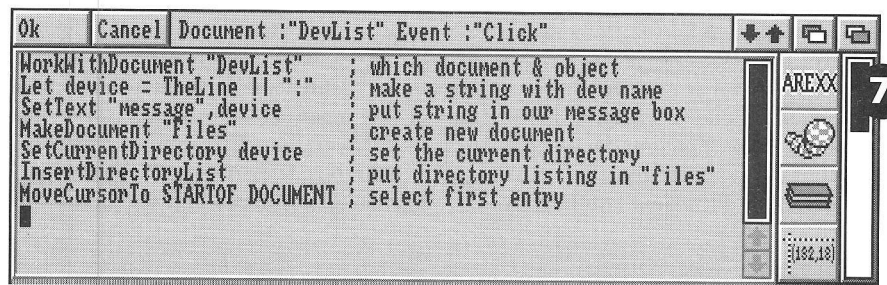 Ok Cancel Document :"DevList" Event :"Click"
WorkWithDocument "DevList" ; which document & object
Let device = TheLine || ":" ; make a string with dev name
SetText "message",device ; put string in our message box
MakeDocument "Files" ; create new document
SetCurrentDirectory device ; set the current directory
InsertDirectoryList ; put directory listing in "files"
MoveCursorTo STARTOF DOCUMENT ; select first entry
AREXX
7
(182,18)